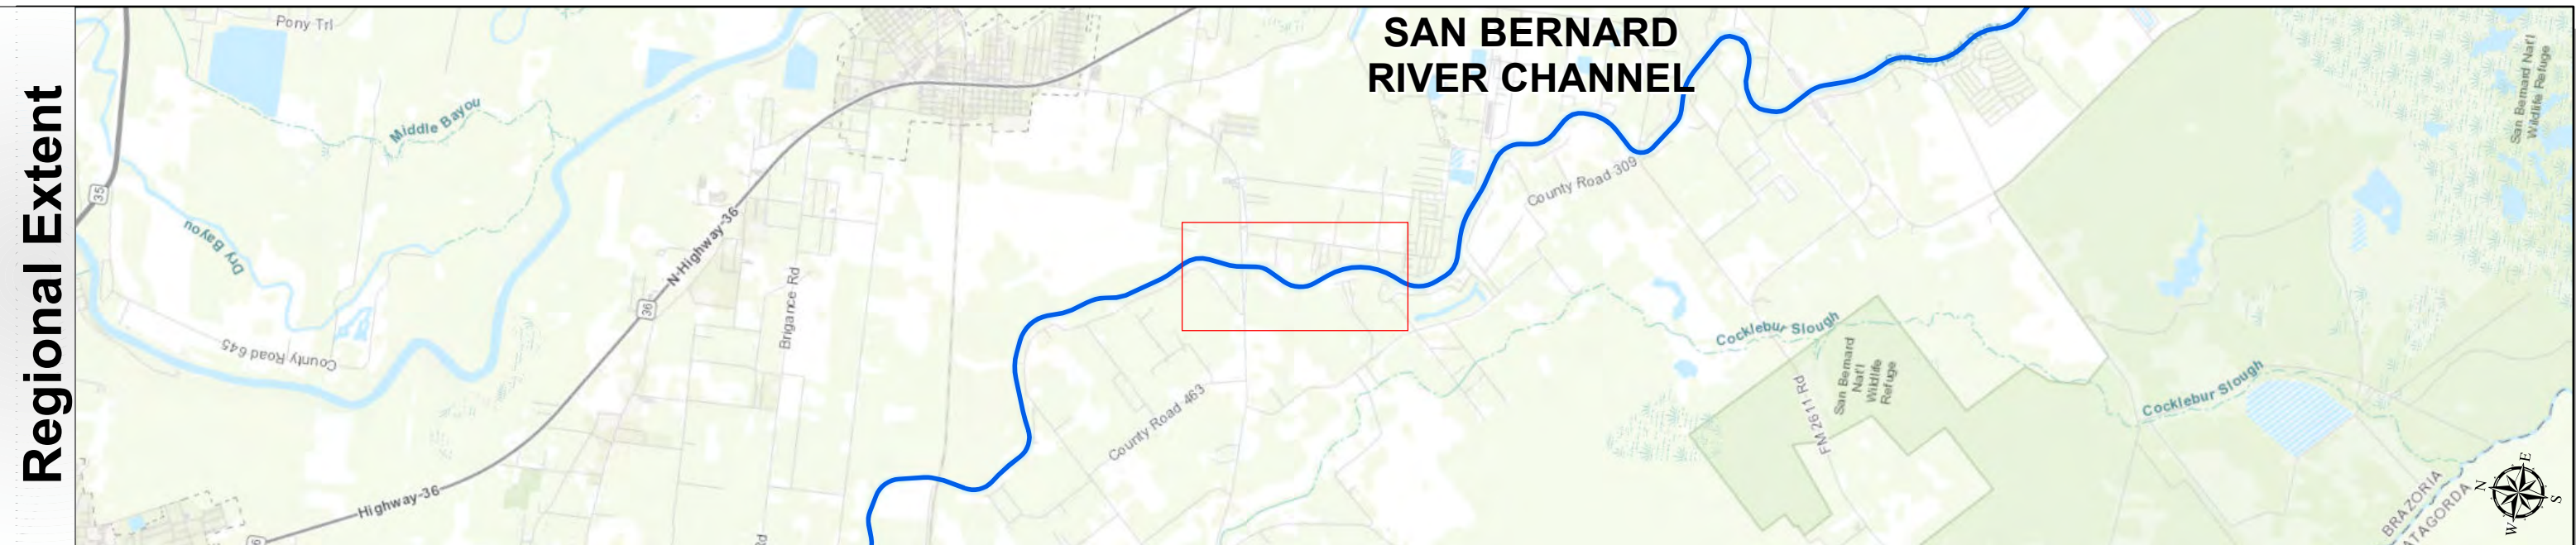 Regional Extent
SAN BERNARD
RIVER CHANNEL
Pony Trl
Middle Bayou
35
Dry Bayou
County Road 645
N Highway-36
36
Brigance Rd
Highway-36
County Road 309
County Road 463
San Bernard Nat'l
Wildlife Refuge
Cocklebur Slough
San Bernard
Nat'l
Wildlife
Refuge
FM 2611 Rd
Cocklebur Slough
BRAZORIA
ATAGORDA
N
E
S
W